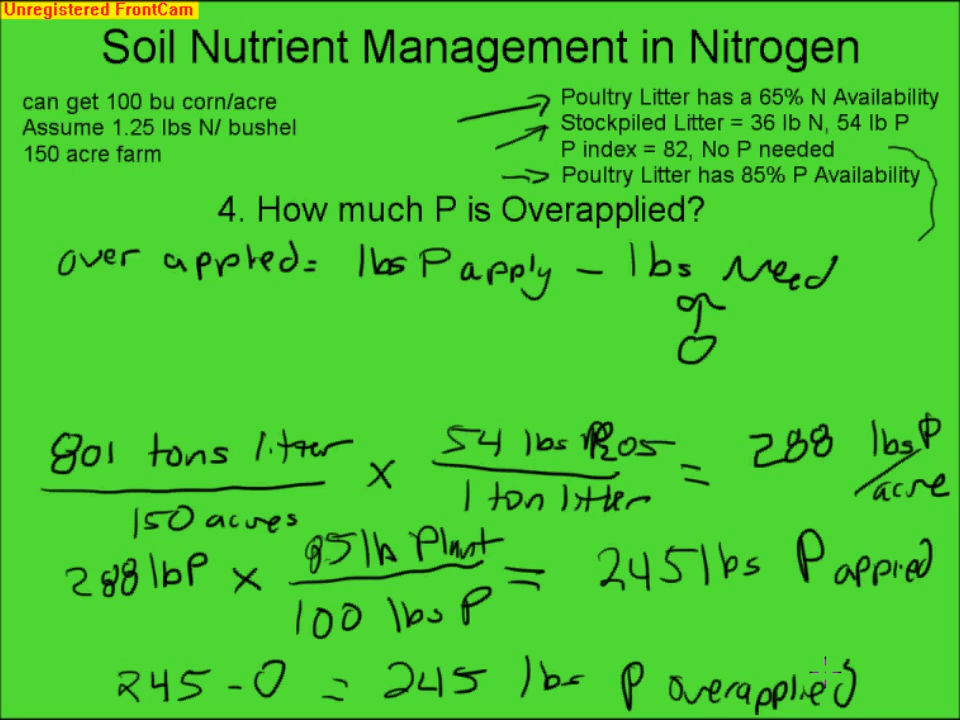 Unregistered FrontCam
Soil Nutrient Management in Nitrogen
can get 100 bu corn/acre
Assume 1.25 lbs N/ bushel
150 acre farm
Poultry Litter has a 65% N Availability
Stockpiled Litter = 36 lb N, 54 lb P
P index = 82, No P needed
Poultry Litter has 85% P Availability
4. How much P is Overapplied?
over applied = lbs P apply - lbs Need
0
801 tons litter / 150 acres x 54 lbs P2O5 / 1 ton litter = 288 lbs P / acre
288 lb P x 85 lb Plant / 100 lbs P = 245 lbs P applied
245 - 0 = 245 lbs P overapplied